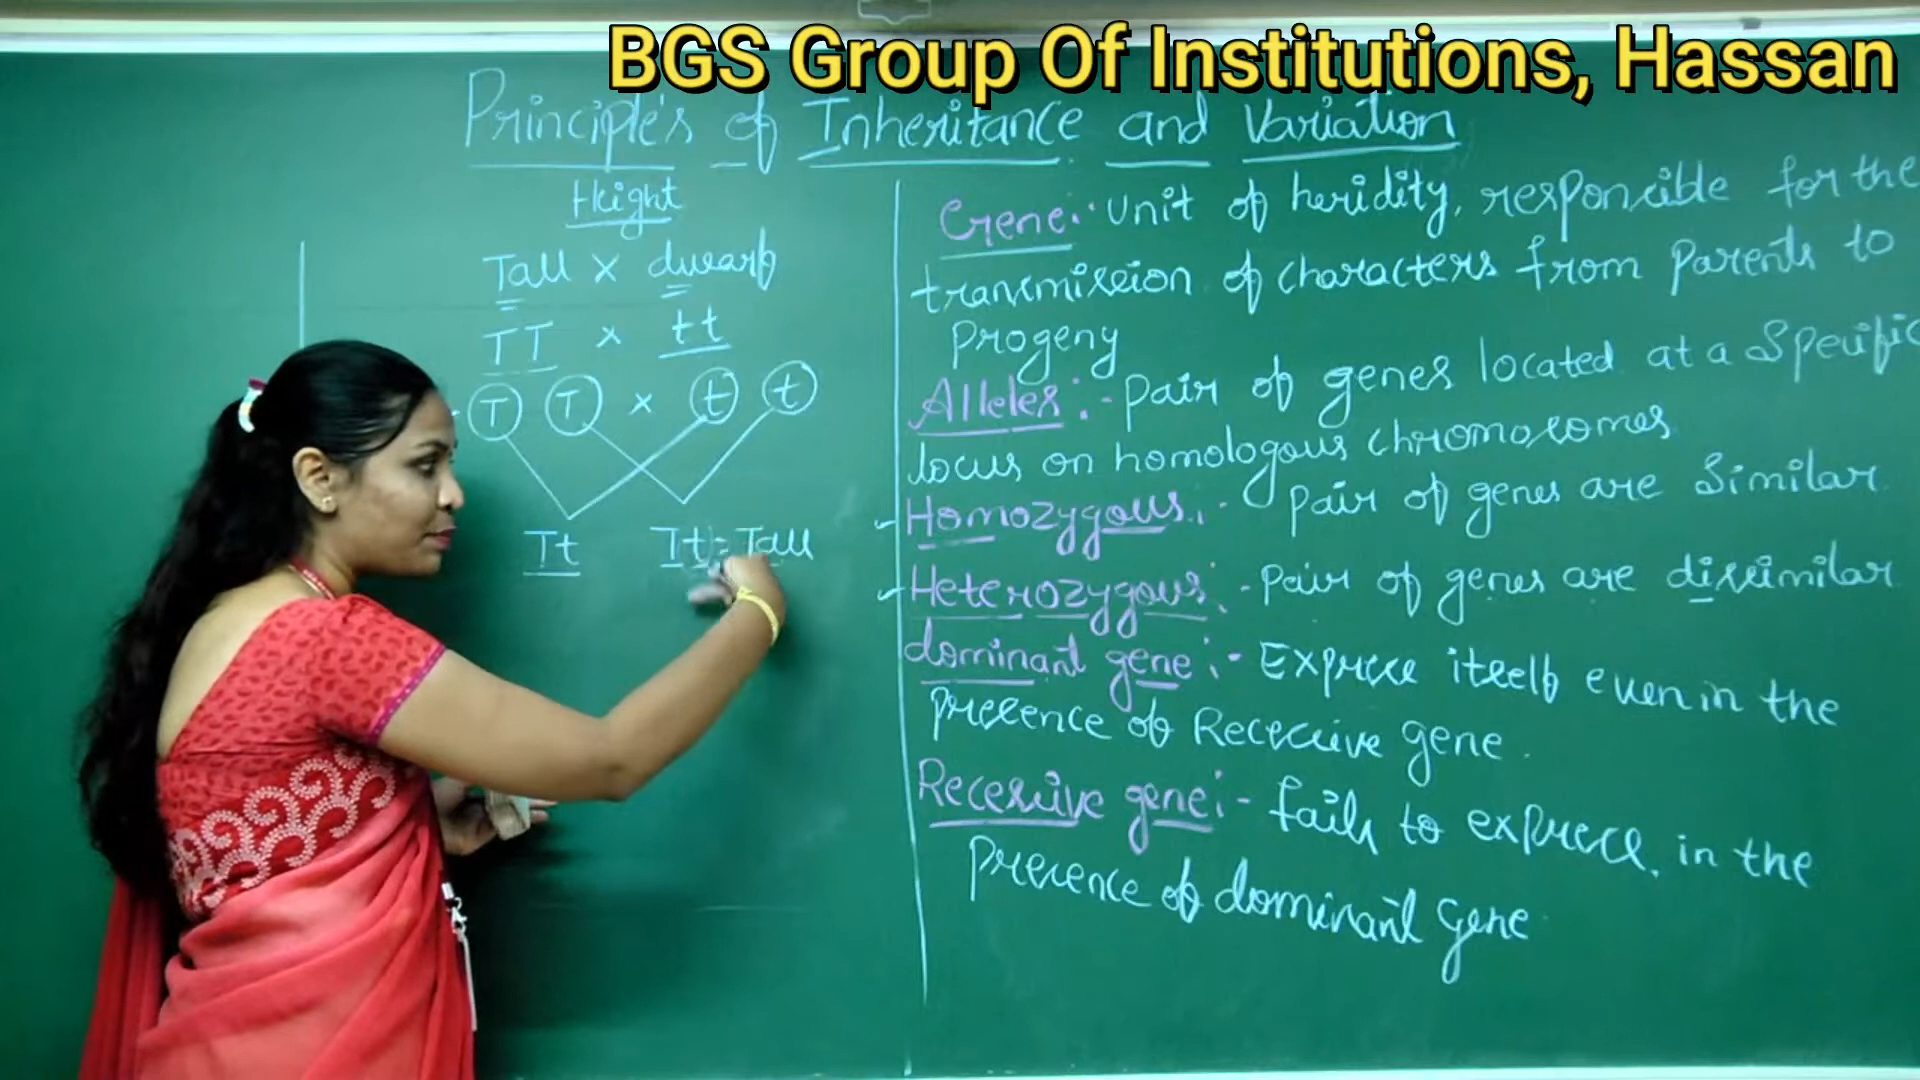 BGS Group Of Institutions, Hassan
Principles of Inheritance and Variation
Height
Tall × dwarf
TT × tt
T T × t t
Tt Tt = Tall
Gene:- unit of heridity, responsible for the
transmission of characters from parents to
Progeny
Alleles:- pair of genes located at a Specific
locus on homologous chromosomes
Homozygous:- pair of genes are Similar
Heterozygous:- pair of genes are dissimilar
dominant gene:- Express itself even in the
presence of Recessive gene.
Recessive gene:- fails to express in the
presence of dominant gene